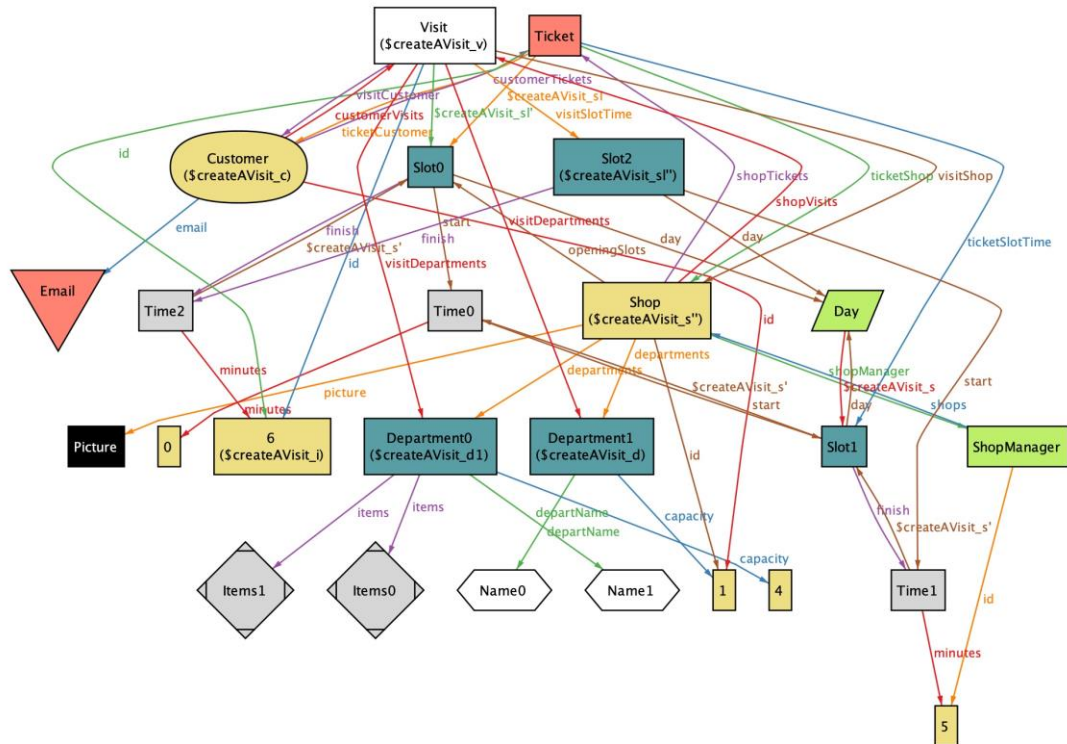 Visit
($createAVisit_v)
Ticket
visitCustomer
customerTickets
customerVisits
$createAVisit_sl'
$createAVisit_sl
visitSlotTime
ticketCustomer
id
Customer
($createAVisit_c)
Slot0
Slot2
($createAVisit_sl")
shopTickets
ticketShop
visitShop
shopVisits
email
finish
$createAVisit_s'
start
finish
visitDepartments
openingSlots
day
day
ticketSlotTime
id
visitDepartments
Email
Time2
Time0
Shop
($createAVisit_s")
Day
id
minutes
picture
minutes
departments
departments
$createAVisit_s'
start
shopManager
$createAVisit_s
day
shops
start
Picture
0
6
($createAVisit_i)
Department0
($createAVisit_d1)
Department1
($createAVisit_d)
Slot1
ShopManager
id
items
items
departName
departName
capacity
capacity
finish
$createAVisit_s'
id
Items1
Items0
Name0
Name1
1
4
Time1
minutes
5